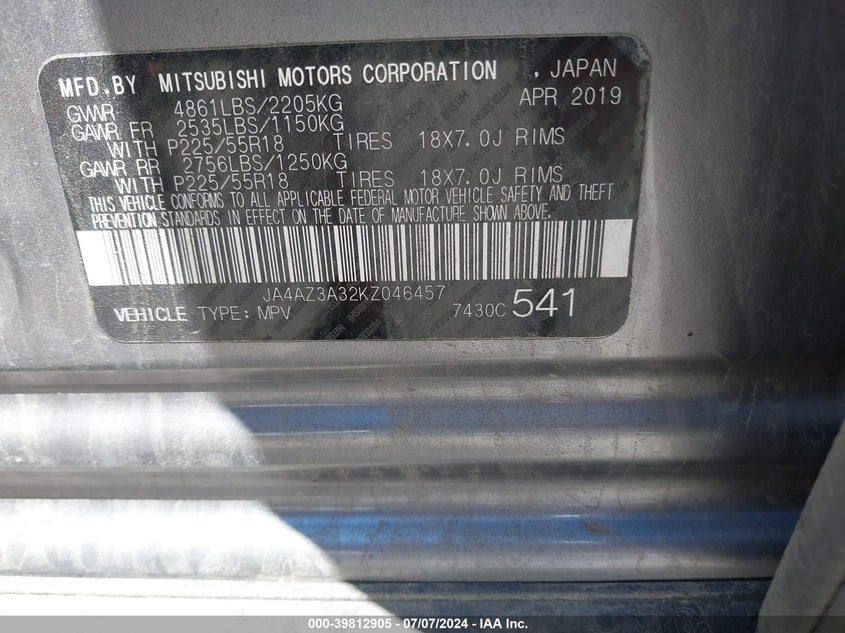 MFD.BY MITSUBISHI MOTORS CORPORATION , JAPAN
GVWR 4861LBS/2205KG APR 2019
GAWR FR 2535LBS/1150KG
WITH P225/55R18 TIRES 18X7.0J RIMS
GAWR RR 2756LBS/1250KG
WITH P225/55R18 TIRES 18X7.0J RIMS
THIS VEHICLE CONFORMS TO ALL APPLICABLE FEDERAL MOTOR VEHICLE SAFETY AND THEFT
PREVENTION STANDARDS IN EFFECT ON THE DATE OF MANUFACTURE SHOWN ABOVE.
JA4AZ3A32KZ046457
VEHICLE TYPE: MPV 7430C 541
000-39812905 - 07/07/2024 - © IAA, Inc.